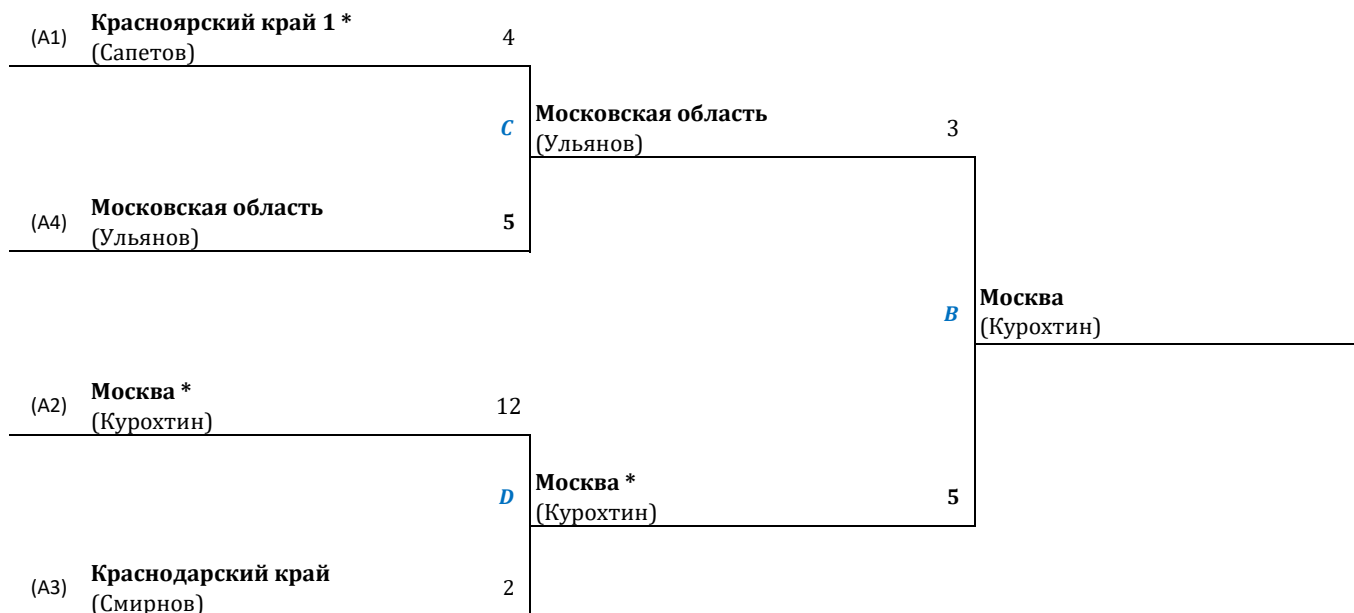 (A1) Красноярский край 1 * 4
(Сапетов)
C Московская область 3
(Ульянов)
(A4) Московская область 5
(Ульянов)
B Москва
(Курохтин)
(A2) Москва * 12
(Курохтин)
D Москва * 5
(Курохтин)
(A3) Краснодарский край 2
(Смирнов)